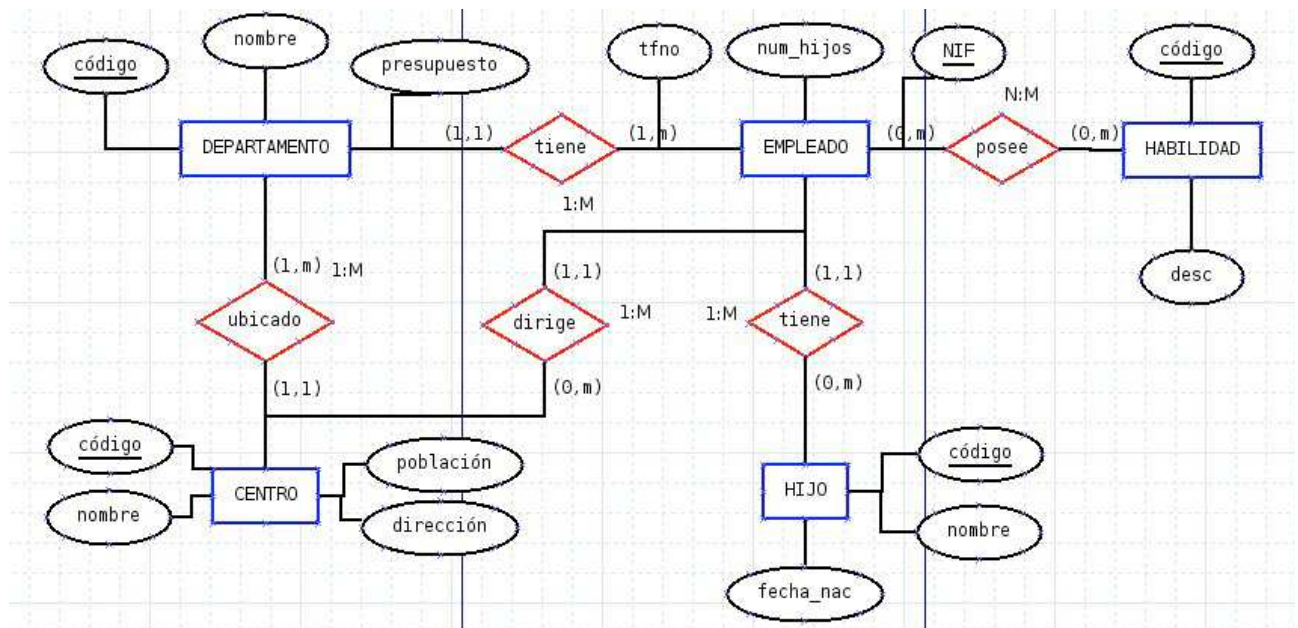 nombre
tfno
num_hijos
NIF
código
código
presupuesto
N:M
DEPARTAMENTO
(1,1)
tiene
(1,m)
EMPLEADO
(0,m)
posee
(0,m)
HABILIDAD
1:M
(1,m)
1:M
(1,1)
(1,1)
desc
ubicado
dirige
1:M
1:M
tiene
(1,1)
(0,m)
(0,m)
código
población
código
CENTRO
HIJO
nombre
dirección
nombre
fecha_nac